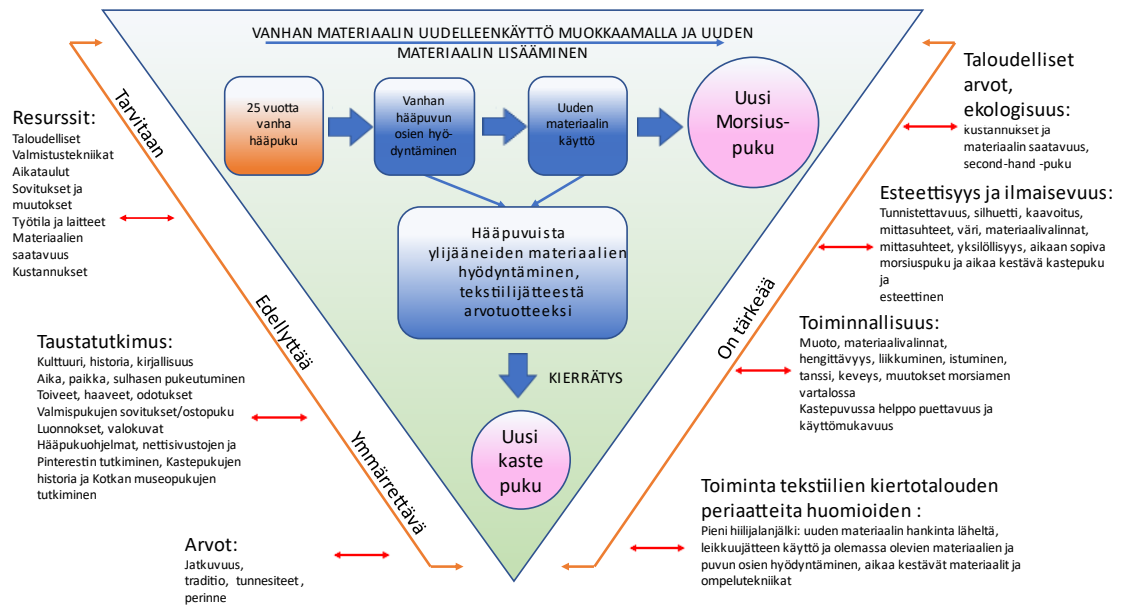 VANHAN MATERIAALIN UUDELLEENKÄYTTÖ MUOKKAAMALLA JA UUDEN
MATERIAALIN LISÄÄMINEN
25 vuotta
vanha
hääpuku
Vanhan
hääpuvun
osien hyö-
dyntäminen
Uuden
materiaalin
käyttö
Uusi
Morsius-
puku
Hääpuvuista
ylijääneiden materiaalien
hyödyntäminen,
tekstiilijätteestä
arvotuotteeksi
KIERRÄTYS
Uusi
kaste
puku
Tarvitaan
Edellyttää
Ymmärrettävä
On tärkeää
Resurssit:
Taloudelliset
Valmistustekniikat
Aikataulut
Sovitukset ja
muutokset
Työtila ja laitteet
Materiaalien
saatavuus
Kustannukset
Taustatutkimus:
Kulttuuri, historia, kirjallisuus
Aika, paikka, sulhasen pukeutuminen
Toiveet, haaveet, odotukset
Valmispukujen sovitukset/ostopuku
Luonnokset, valokuvat
Hääpukuohjelmat, nettisivustojen ja
Pinterestin tutkiminen, Kastepukujen
historia ja Kotkan museopukujen
tutkiminen
Arvot:
Jatkuvuus,
traditio, tunnesiteet,
perinne
Taloudelliset
arvot,
ekologisuus:
kustannukset ja
materiaalin saatavuus,
second-hand -puku
Esteettisyys ja ilmaisevuus:
Tunnistettavuus, silhuetti, kaavoitus,
mittasuhteet, väri, materiaalivalinnat,
mittasuhteet, yksilöllisyys, aikaan sopiva
morsiuspuku ja aikaa kestävä kastepuku
ja
esteettinen
Toiminnallisuus:
Muoto, materiaalivalinnat,
hengittävyys, liikkuminen, istuminen,
tanssi, keveys, muutokset morsiamen
vartalossa
Kastepuvussa helppo puettavuus ja
käyttömukavuus
Toiminta tekstiilien kiertotalouden
periaatteita huomioiden :
Pieni hiilijalanjälki: uuden materiaalin hankinta läheltä,
leikkuujätteen käyttö ja olemassa olevien materiaalien ja
puvun osien hyödyntäminen, aikaa kestävät materiaalit ja
ompelutekniikat